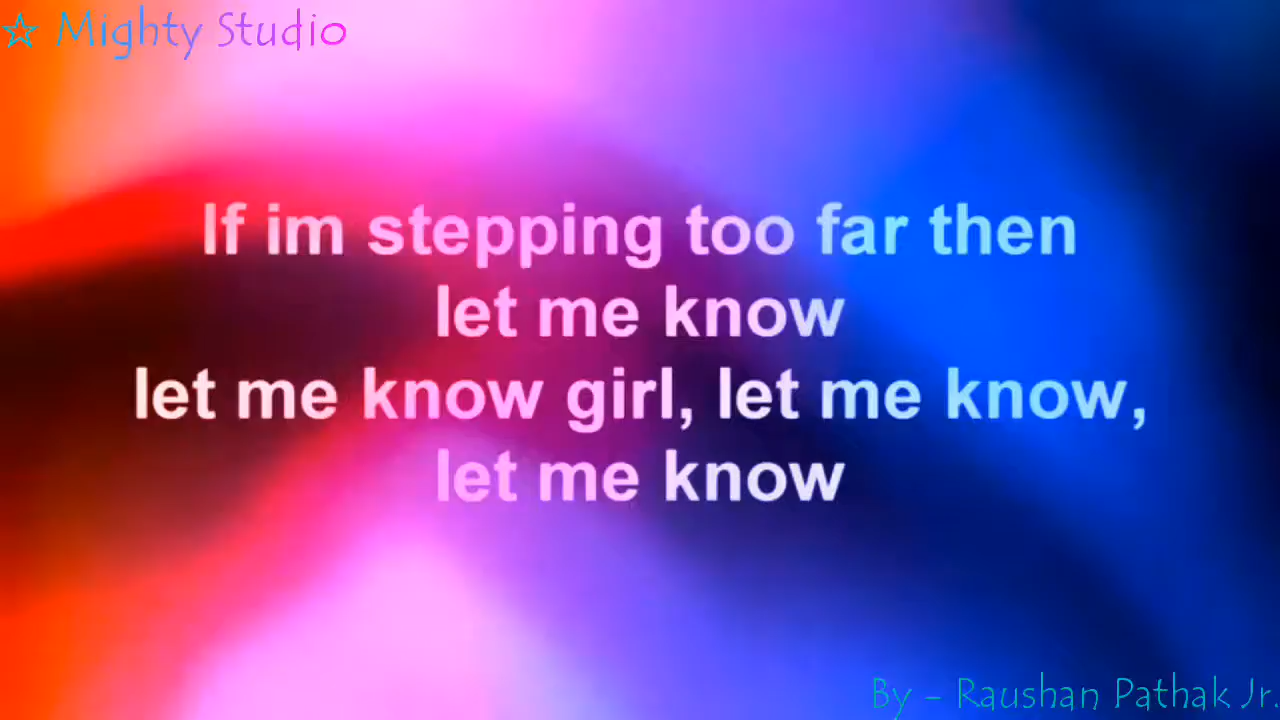 ☆ Mighty Studio
If im stepping too far then
let me know
let me know girl, let me know,
let me know
By - Raushan Pathak Jr.